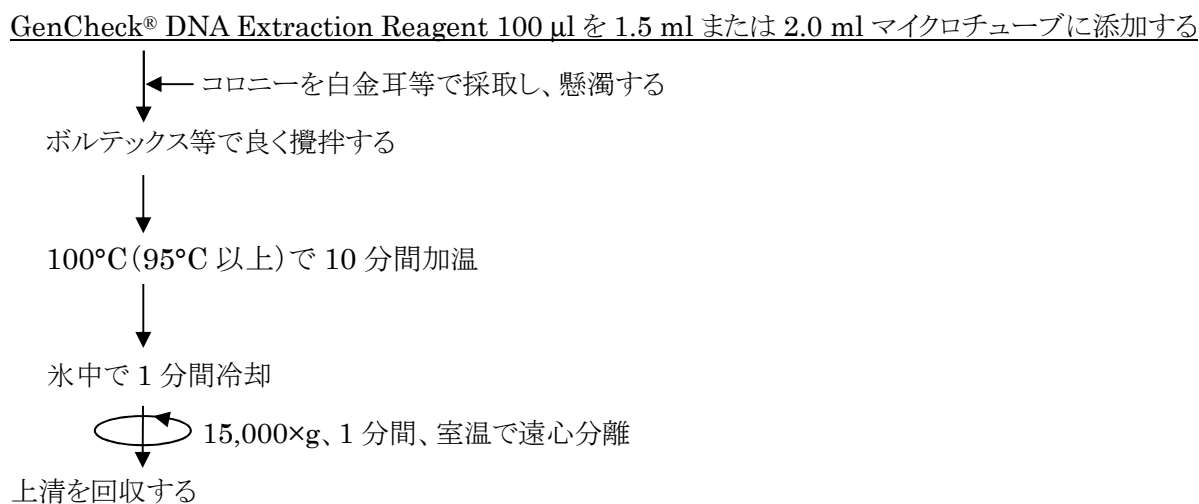 GenCheck® DNA Extraction Reagent 100 µl を 1.5 ml または 2.0 ml マイクロチューブに添加する
コロニーを白金耳等で採取し、懸濁する
ボルテックス等で良く攪拌する
100°C(95°C 以上)で 10 分間加温
氷中で 1 分間冷却
15,000×g、1 分間、室温で遠心分離
上清を回収する